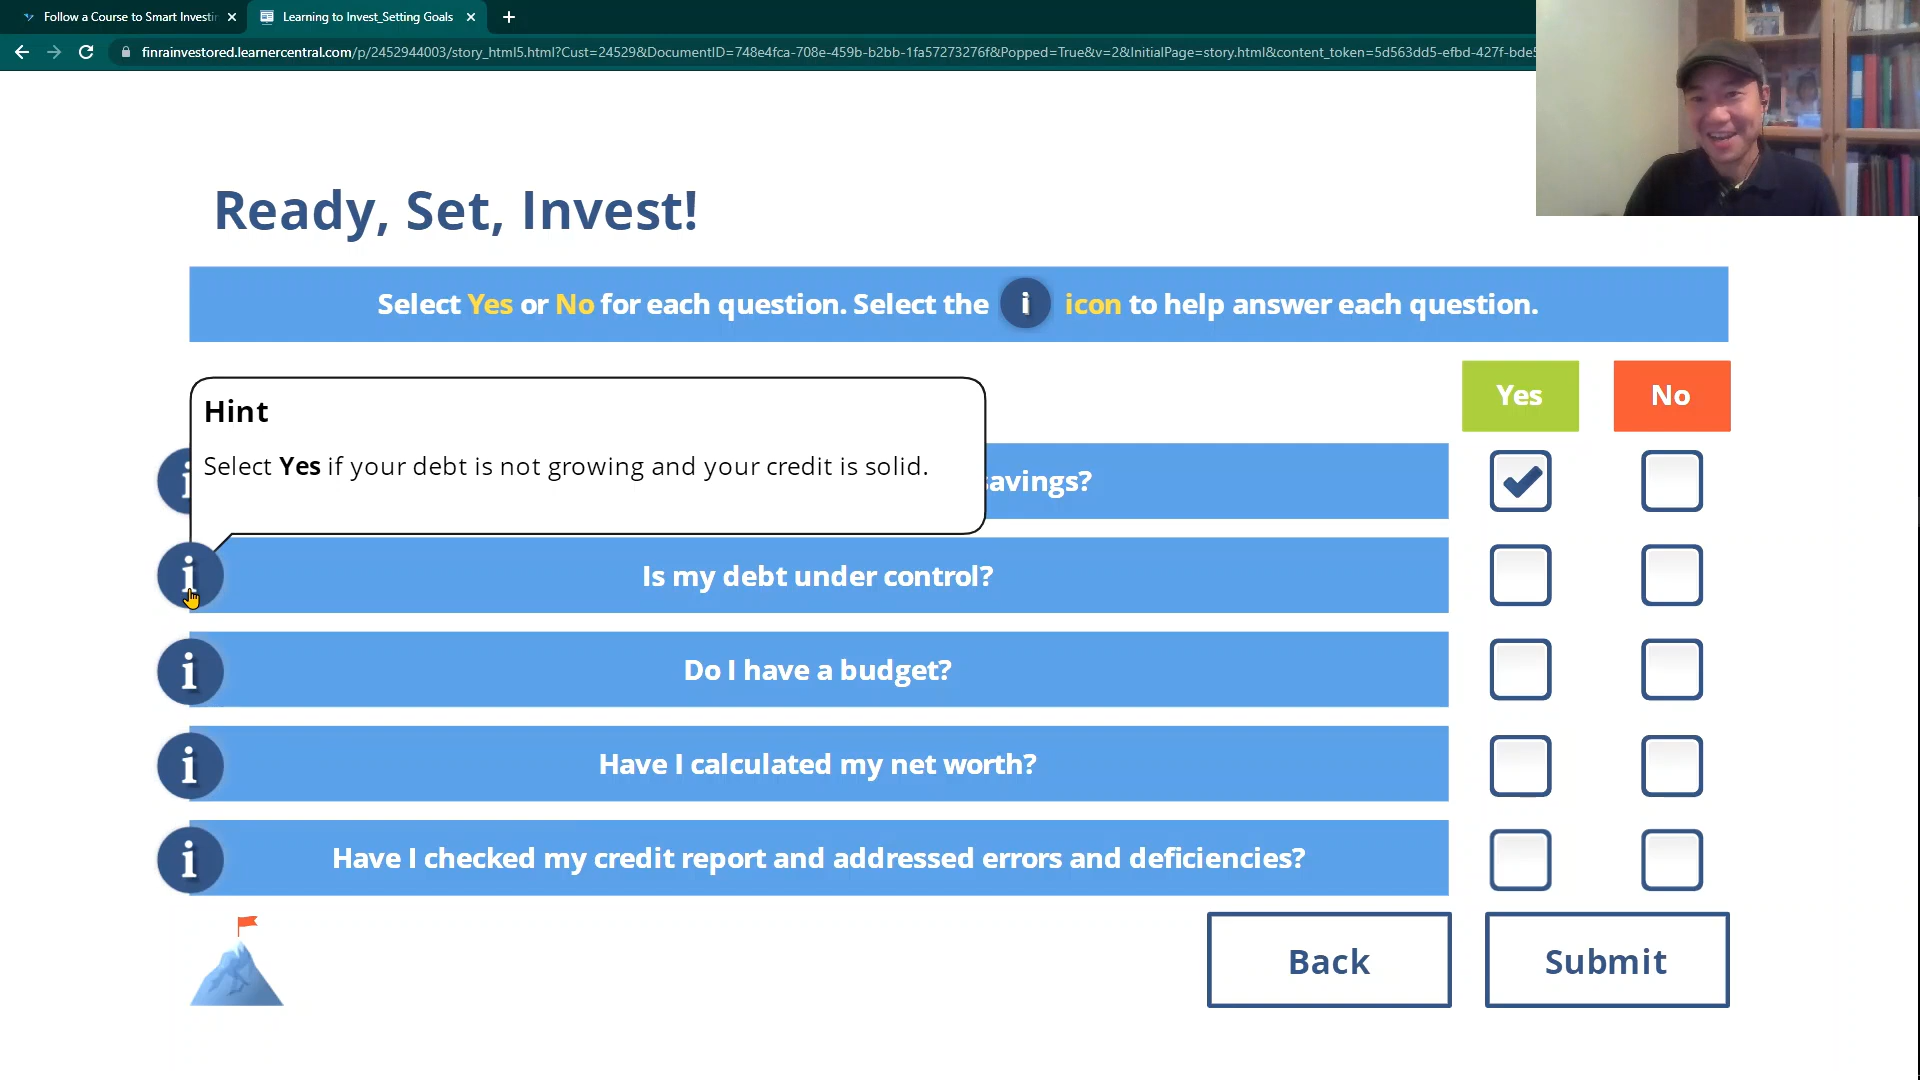 Follow a Course to Smart Investin
Learning to Invest_Setting Goals
finrainvestored.learnercentral.com/p/2452944003/story_html5.html?Cust=24529&DocumentID=748e4fca-708e-459b-b2bb-1fa57273276f&Popped=True&v=2&InitialPage=story.html&content_token=5d563dd5-efbd-427f-bde5
Ready, Set, Invest!
Select Yes or No for each question. Select the i icon to help answer each question.
Yes
No
Hint
Select Yes if your debt is not growing and your credit is solid.
i
avings?
i
Is my debt under control?
i
Do I have a budget?
i
Have I calculated my net worth?
i
Have I checked my credit report and addressed errors and deficiencies?
Back
Submit